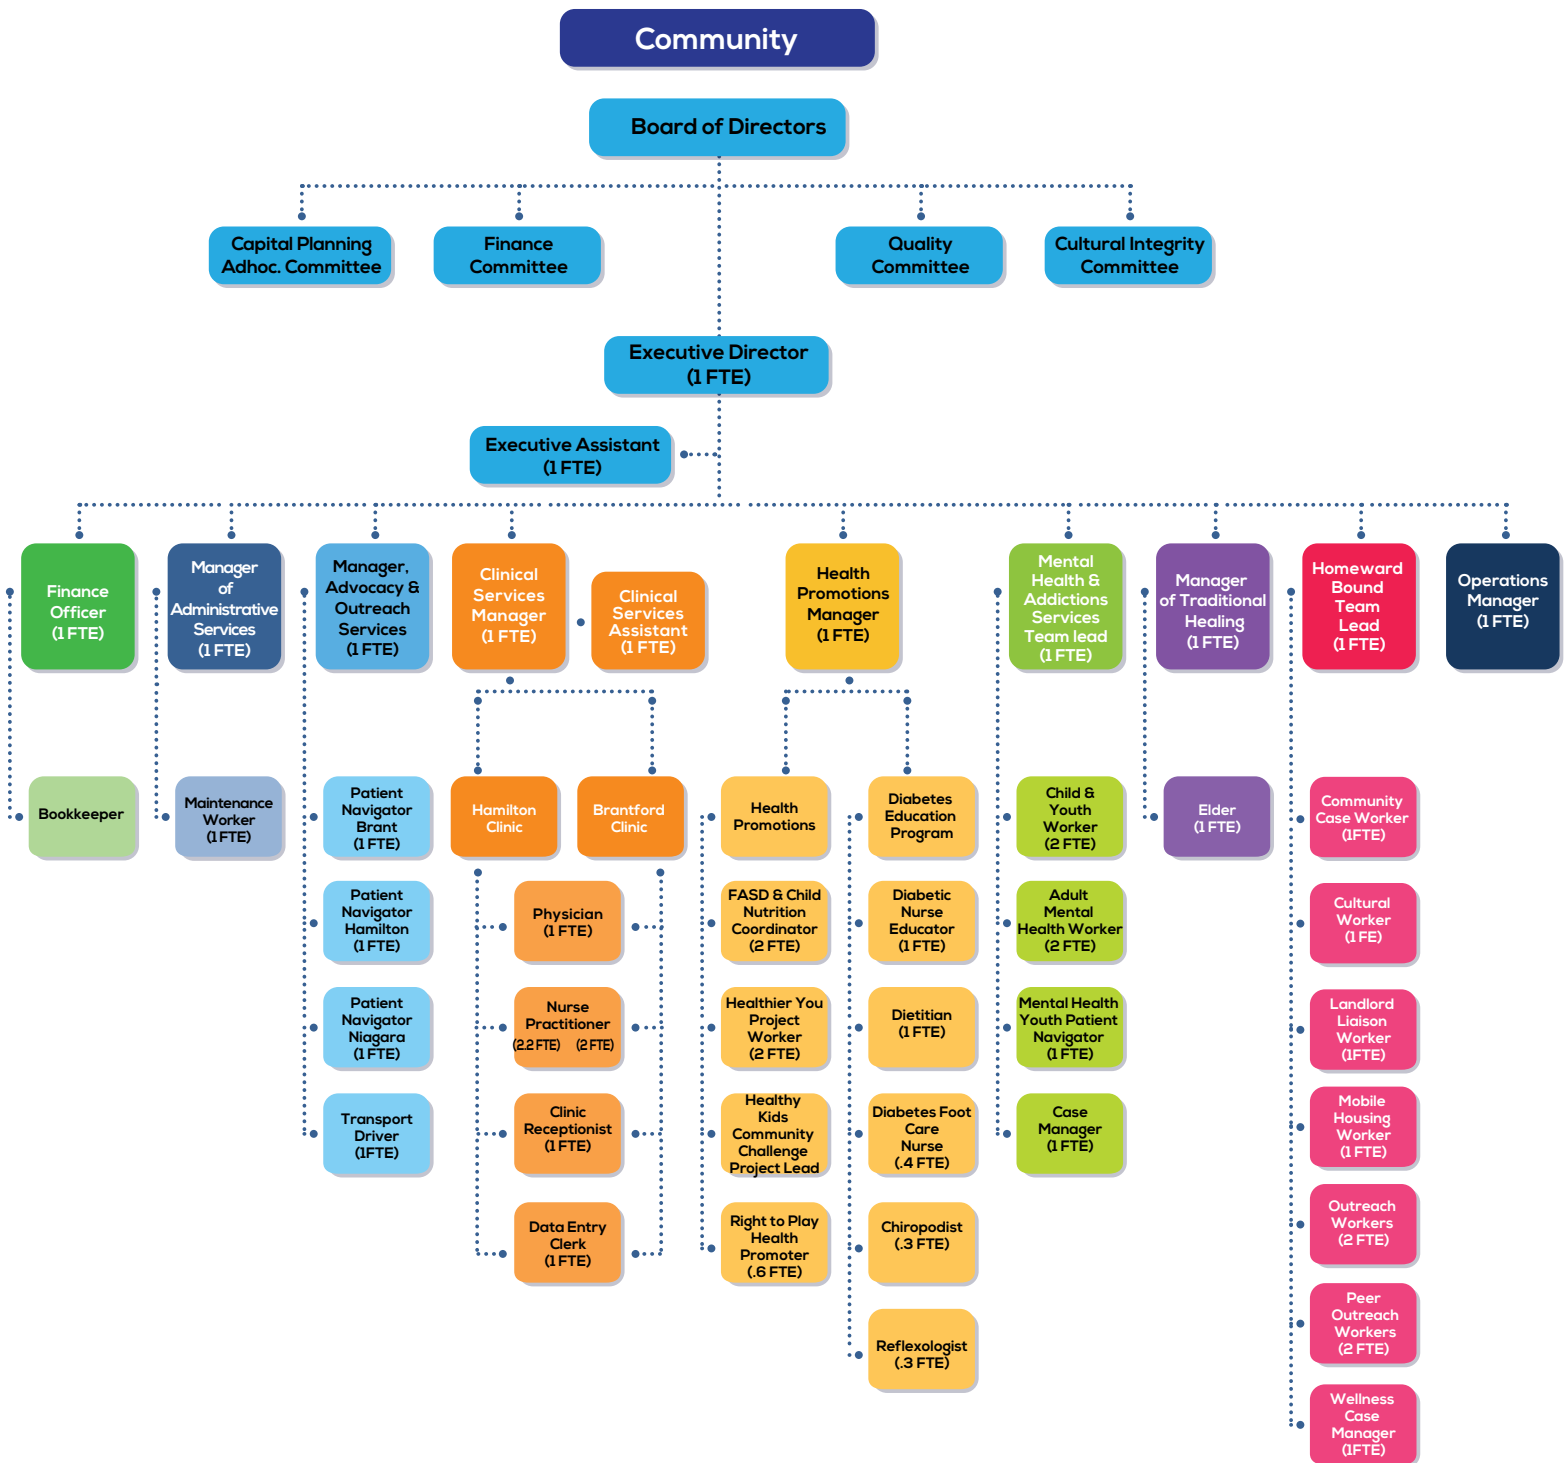 Community
Board of Directors
Capital Planning
Adhoc. Committee
Finance
Committee
Quality
Committee
Cultural Integrity
Committee
Executive Director
(1 FTE)
Executive Assistant
(1 FTE)
Finance
Officer
(1 FTE)
Manager
of
Administrative
Services
(1 FTE)
Manager,
Advocacy &
Outreach
Services
(1 FTE)
Clinical
Services
Manager
(1 FTE)
Clinical
Services
Assistant
(1 FTE)
Health
Promotions
Manager
(1 FTE)
Mental
Health &
Addictions
Services
Team lead
(1 FTE)
Manager
of Traditional
Healing
(1 FTE)
Homeward
Bound
Team
Lead
(1 FTE)
Operations
Manager
(1 FTE)
Bookkeeper
Maintenance
Worker
(1 FTE)
Patient
Navigator
Brant
(1 FTE)
Hamilton
Clinic
Brantford
Clinic
Health
Promotions
Diabetes
Education
Program
Child &
Youth
Worker
(2 FTE)
Elder
(1 FTE)
Community
Case Worker
(1FTE)
Patient
Navigator
Hamilton
(1 FTE)
Physician
(1 FTE)
FASD & Child
Nutrition
Coordinator
(2 FTE)
Diabetic
Nurse
Educator
(1 FTE)
Adult
Mental
Health Worker
(2 FTE)
Cultural
Worker
(1 FE)
Patient
Navigator
Niagara
(1 FTE)
Nurse
Practitioner
(2.2 FTE) (2 FTE)
Healthier You
Project
Worker
(2 FTE)
Dietitian
(1 FTE)
Mental Health
Youth Patient
Navigator
(1 FTE)
Landlord
Liaison
Worker
(1FTE)
Transport
Driver
(1FTE)
Clinic
Receptionist
(1 FTE)
Healthy
Kids
Community
Challenge
Project Lead
Diabetes Foot
Care
Nurse
(.4 FTE)
Case
Manager
(1 FTE)
Mobile
Housing
Worker
(1 FTE)
Data Entry
Clerk
(1 FTE)
Right to Play
Health
Promoter
(.6 FTE)
Chiropodist
(.3 FTE)
Outreach
Workers
(2 FTE)
Reflexologist
(.3 FTE)
Peer
Outreach
Workers
(2 FTE)
Wellness
Case
Manager
(1FTE)